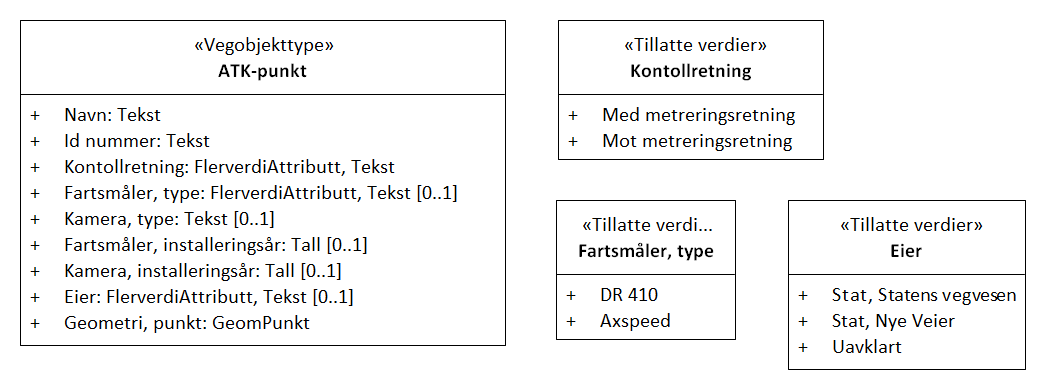 «Vegobjekttype»
ATK-punkt
+ Navn: Tekst
+ Id nummer: Tekst
+ Kontollretning: FlerverdiAttributt, Tekst
+ Fartsmåler, type: FlerverdiAttributt, Tekst [0..1]
+ Kamera, type: Tekst [0..1]
+ Fartsmåler, installeringsår: Tall [0..1]
+ Kamera, installeringsår: Tall [0..1]
+ Eier: FlerverdiAttributt, Tekst [0..1]
+ Geometri, punkt: GeomPunkt
«Tillatte verdier»
Kontollretning
+ Med metreringsretning
+ Mot metreringsretning
«Tillatte verdi...
Fartsmåler, type
+ DR 410
+ Axspeed
«Tillatte verdier»
Eier
+ Stat, Statens vegvesen
+ Stat, Nye Veier
+ Uavklart